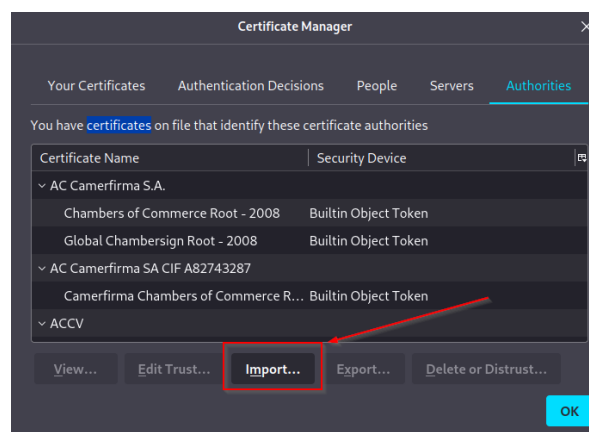 Certificate Manager
Your Certificates Authentication Decisions People Servers Authorities
You have certificates on file that identify these certificate authorities
Certificate Name Security Device
AC Camerfirma S.A.
Chambers of Commerce Root - 2008 Builtin Object Token
Global Chambersign Root - 2008 Builtin Object Token
AC Camerfirma SA CIF A82743287
Camerfirma Chambers of Commerce R... Builtin Object Token
ACCV
View... Edit Trust... Import... Export... Delete or Distrust...
OK